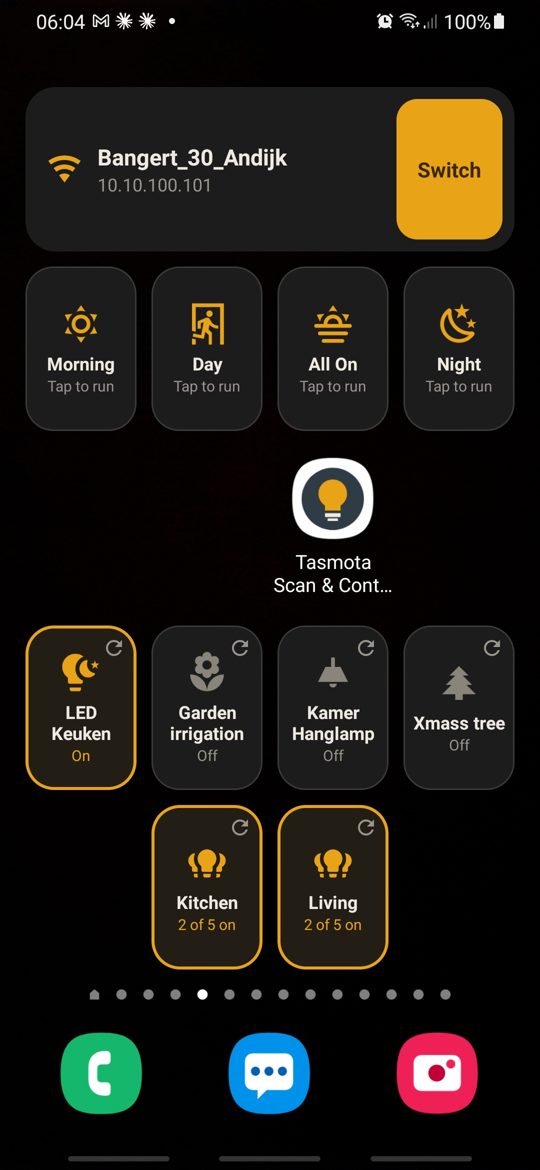 06:04
100%
Bangert_30_Andijk
10.10.100.101
Switch
Morning
Tap to run
Day
Tap to run
All On
Tap to run
Night
Tap to run
Tasmota
Scan & Cont...
LED
Keuken
On
Garden
irrigation
Off
Kamer
Hanglamp
Off
Xmass tree
Off
Kitchen
2 of 5 on
Living
2 of 5 on